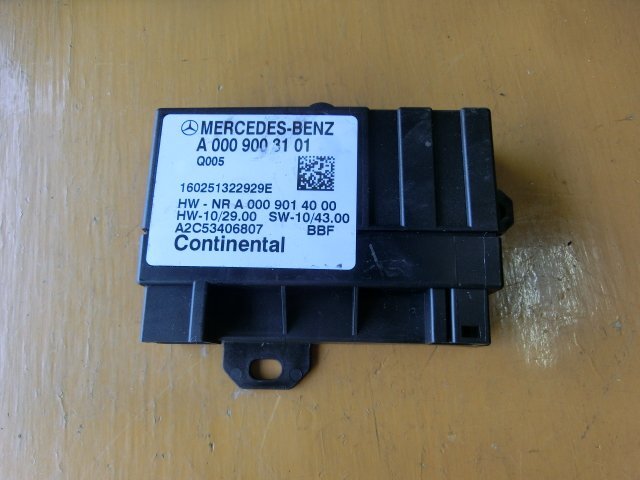 MERCEDES-BENZ
A 000 900 31 01
Q005
160251322929E
HW - NR A 000 901 40 00
HW-10/29.00 SW-10/43.00
A2C53406807 BBF
Continental